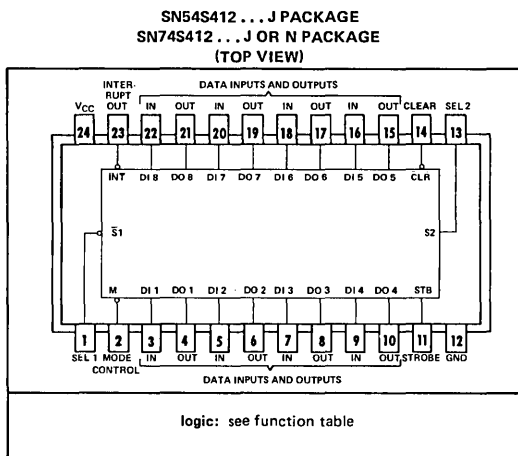 SN54S412 . . . J PACKAGE
SN74S412 . . . J OR N PACKAGE
(TOP VIEW)
DATA INPUTS AND OUTPUTS
INTER-
RUPT
VCC OUT IN OUT IN OUT IN OUT IN OUT CLEAR SEL 2
24 23 22 21 20 19 18 17 16 15 14 13
INT DI 8 DO 8 DI 7 DO 7 DI 6 DO 6 DI 5 DO 5 CLR
S̅1 S2
M DI 1 DO 1 DI 2 DO 2 DI 3 DO 3 DI 4 DO 4 STB
1 2 3 4 5 6 7 8 9 10 11 12
SEL 1 MODE IN OUT IN OUT IN OUT IN OUT STROBE GND
CONTROL
DATA INPUTS AND OUTPUTS
logic: see function table